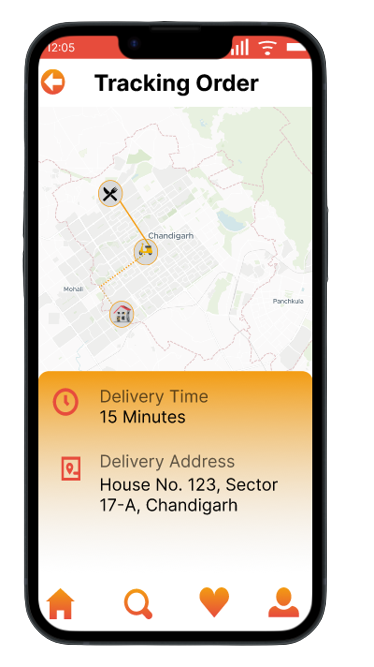 12:05
Tracking Order
Chandigarh
Mohali
Panchkula
Delivery Time
15 Minutes
Delivery Address
House No. 123, Sector
17-A, Chandigarh